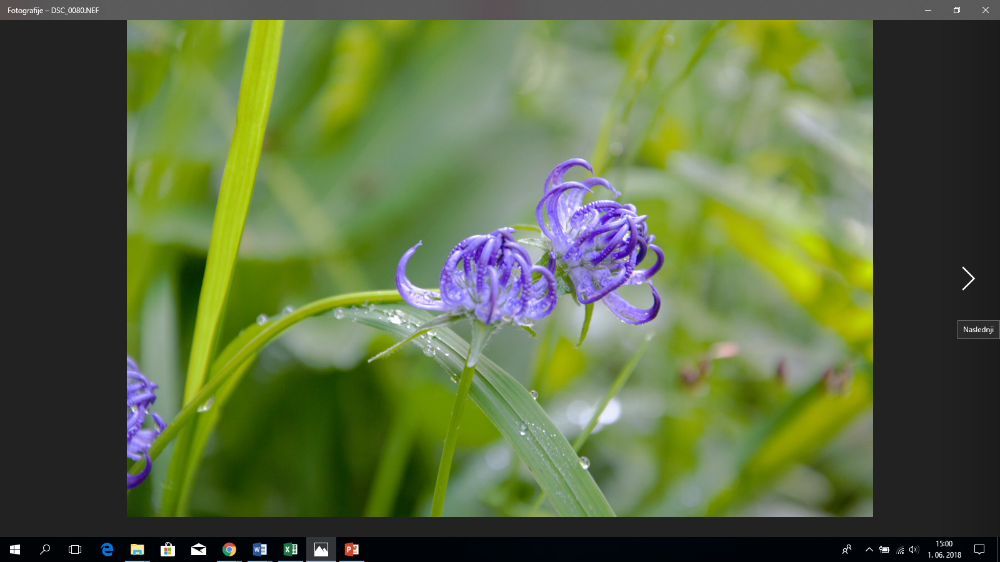 Fotografije – DSC_0080.NEF
Naslednji
15:00
1. 06. 2018